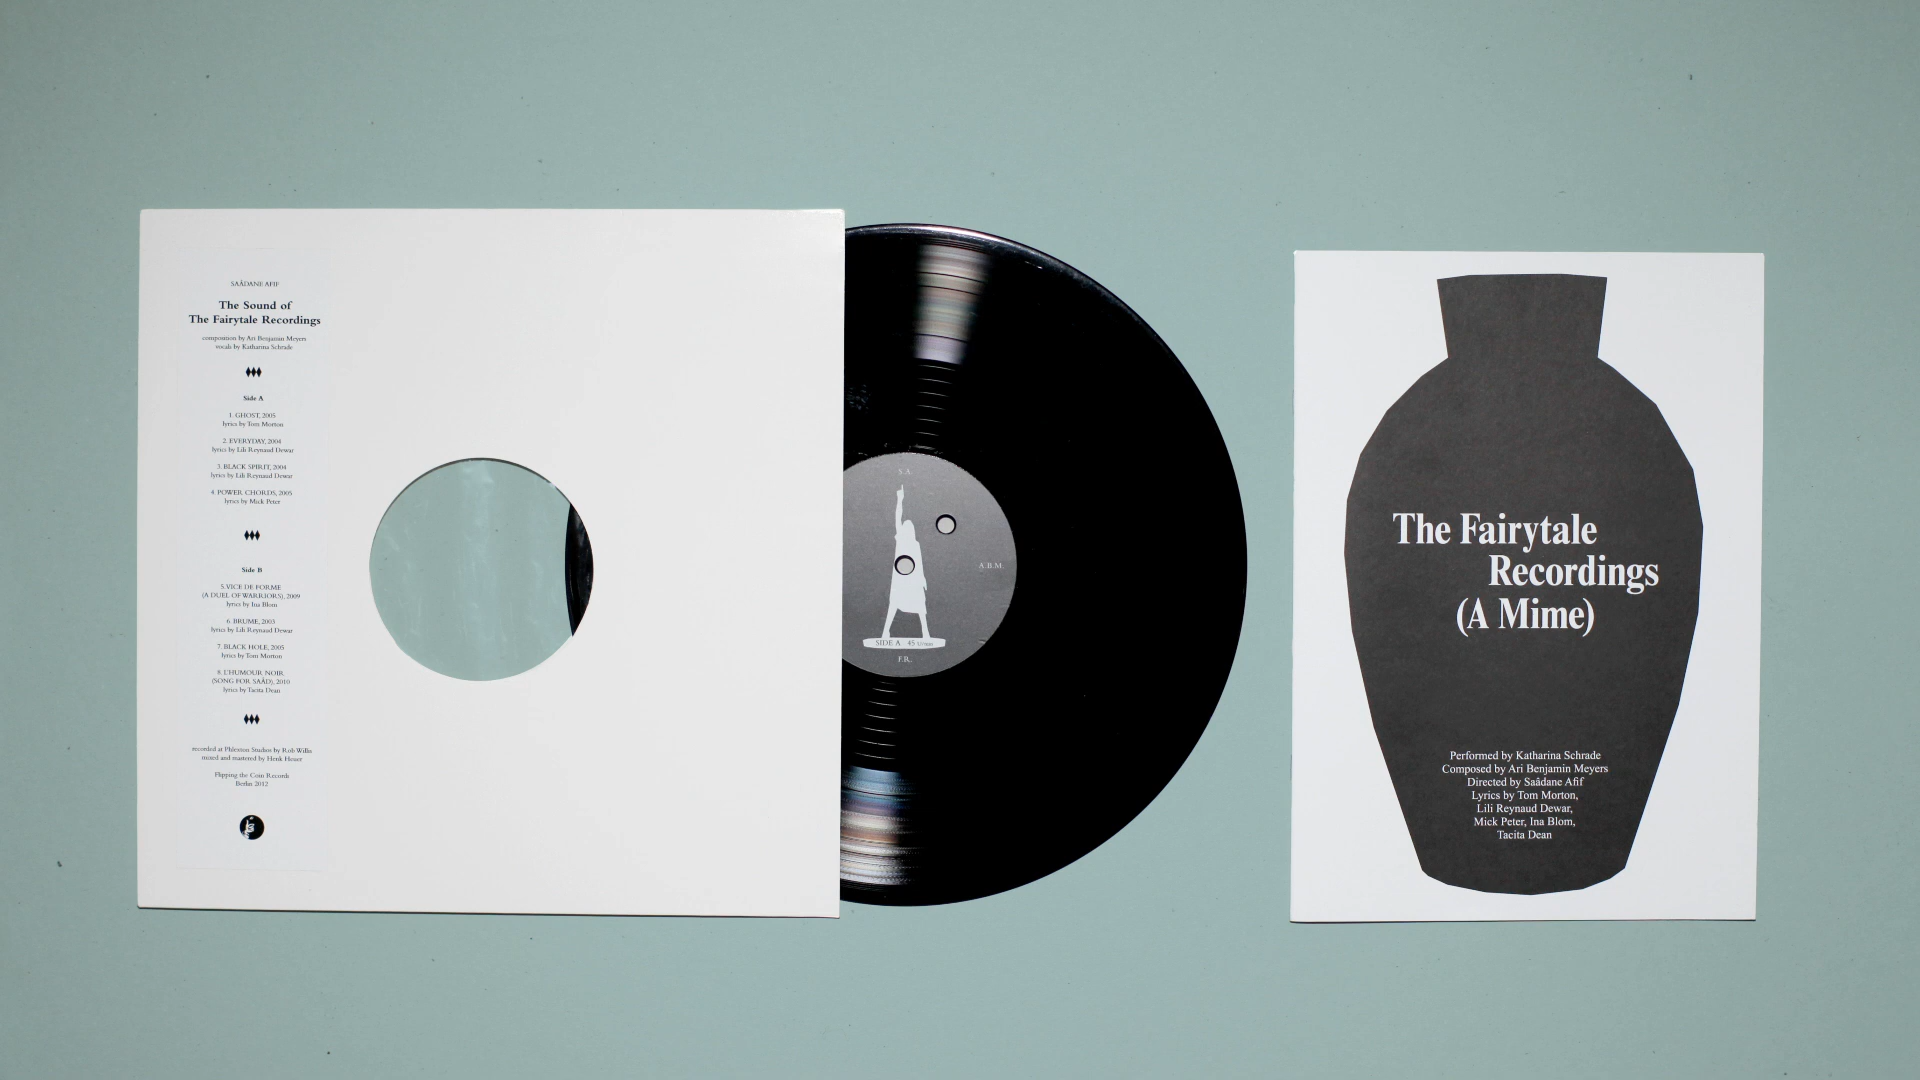 SAÂDANE AFIF
The Sound of
The Fairytale Recordings
composition by Ari Benjamin Meyers
vocals by Katharina Schrade
Side A
1. GHOST, 2005
lyrics by Tom Morton
2. EVERYDAY, 2004
lyrics by Lili Reynaud Dewar
3. BLACK SPIRIT, 2004
lyrics by Lili Reynaud Dewar
4. POWER CHORDS, 2005
lyrics by Mick Peter
Side B
5. VICE DE FORME
(A DUEL OF WARRIORS), 2009
lyrics by Ina Blom
6. BRUME, 2003
lyrics by Lili Reynaud Dewar
7. BLACK HOLE, 2005
lyrics by Tom Morton
8. L'HUMOUR NOIR
(SONG FOR SAÂD), 2010
lyrics by Tacita Dean
recorded at Studios by Rob Willis
mixed and mastered by Henk Heuer
Flipping the Coin Records
Berlin 2012
S.A.
A.B.M.
SIDE A 45
F.R.
The Fairytale
Recordings
(A Mime)
Performed by Katharina Schrade
Composed by Ari Benjamin Meyers
Directed by Saâdane Afif
Lyrics by Tom Morton,
Lili Reynaud Dewar,
Mick Peter, Ina Blom,
Tacita Dean